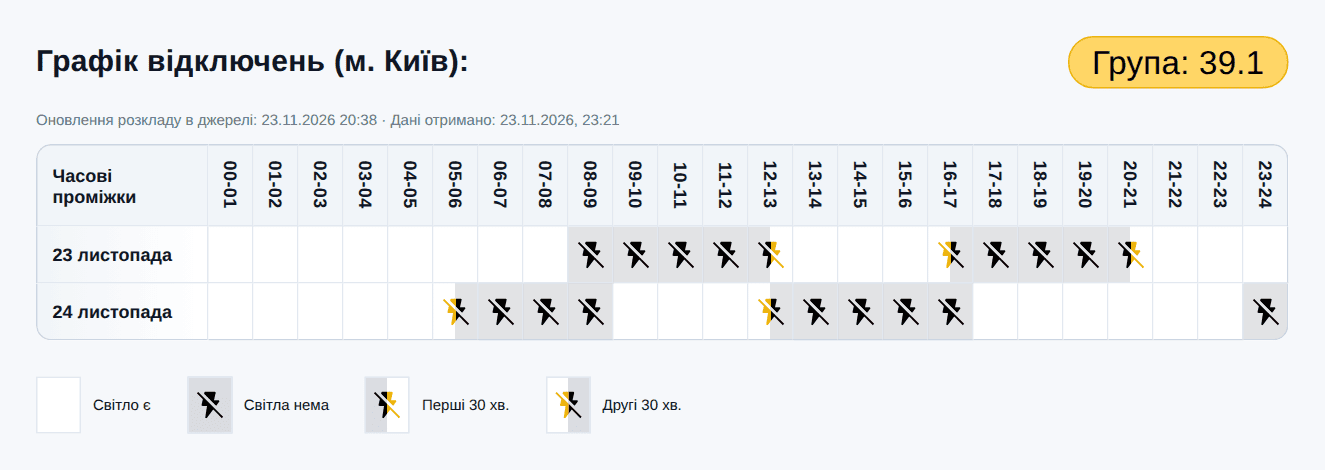 Графік відключень (м. Київ):
Група: 39.1
Оновлення розкладу в джерелі: 23.11.2026 20:38 · Дані отримано: 23.11.2026, 23:21
Часові
проміжки
00-01
01-02
02-03
03-04
04-05
05-06
06-07
07-08
08-09
09-10
10-11
11-12
12-13
13-14
14-15
15-16
16-17
17-18
18-19
19-20
20-21
21-22
22-23
23-24
23 листопада
24 листопада
Світло є
Світла нема
Перші 30 хв.
Другі 30 хв.